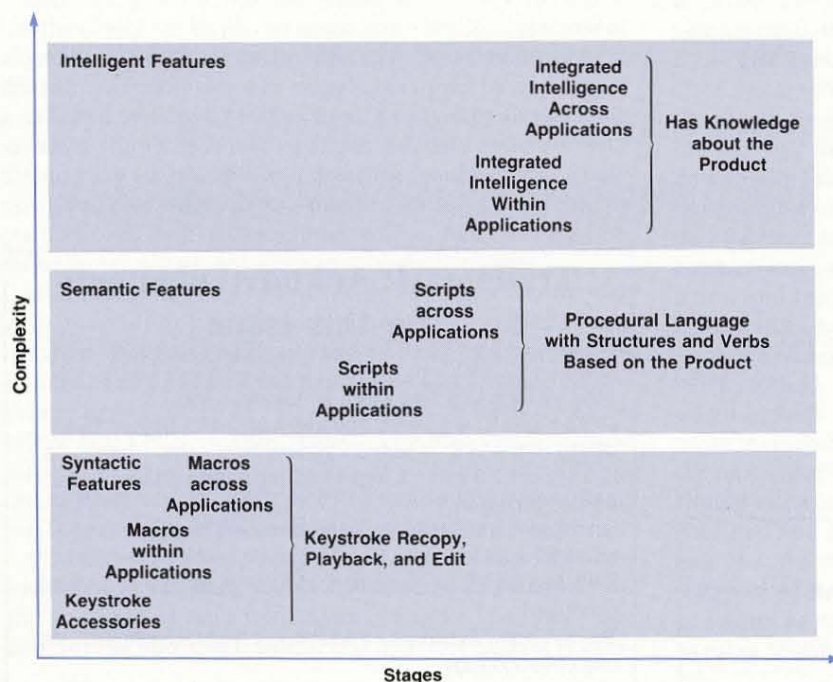 Intelligent Features
Integrated
Intelligence
Across
Applications
Integrated
Intelligence
Within
Applications
Has Knowledge
about the
Product
Semantic Features
Scripts
across
Applications
Scripts
within
Applications
Procedural Language
with Structures and Verbs
Based on the Product
Syntactic
Features
Macros
across
Applications
Macros
within
Applications
Keystroke
Accessories
Keystroke Recopy,
Playback, and Edit
Complexity
Stages